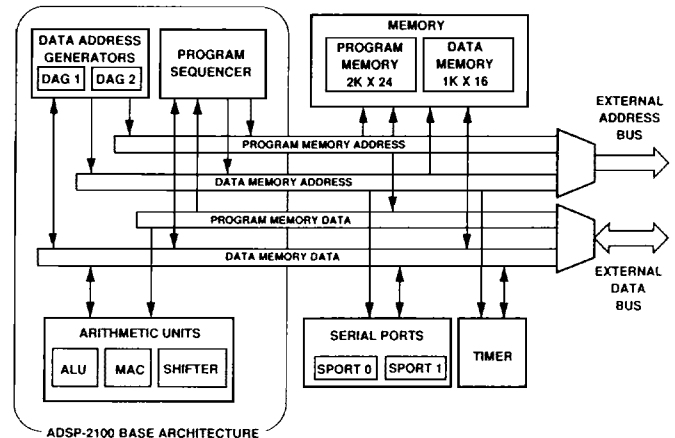 DATA ADDRESS
GENERATORS
DAG 1
DAG 2
PROGRAM
SEQUENCER
MEMORY
PROGRAM
MEMORY
2K X 24
DATA
MEMORY
1K X 16
EXTERNAL
ADDRESS
BUS
PROGRAM MEMORY ADDRESS
DATA MEMORY ADDRESS
PROGRAM MEMORY DATA
DATA MEMORY DATA
EXTERNAL
DATA
BUS
ARITHMETIC UNITS
ALU
MAC
SHIFTER
SERIAL PORTS
SPORT 0
SPORT 1
TIMER
ADSP-2100 BASE ARCHITECTURE